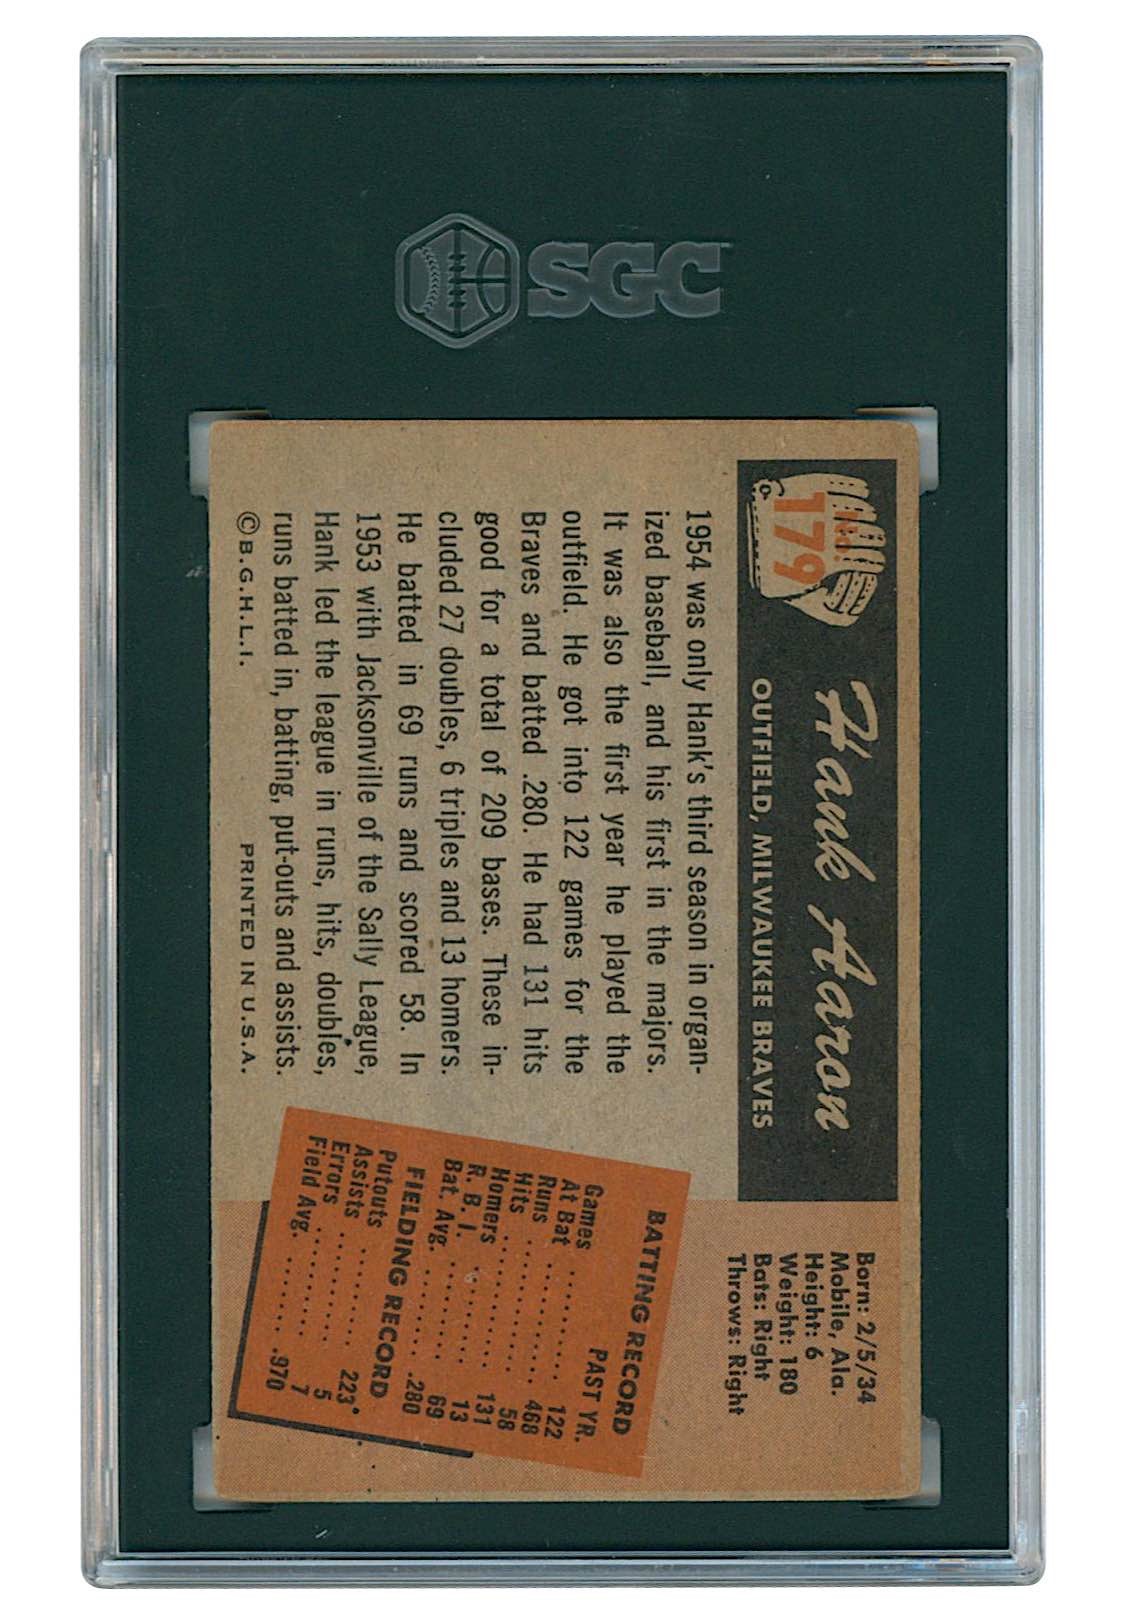 SGC
No.
179
Hank Aaron
OUTFIELD, MILWAUKEE BRAVES
Born: 2/5/34
Mobile, Ala.
Height: 6
Weight: 180
Bats: Right
Throws: Right
1954 was only Hank's third season in organ-
ized baseball, and his first in the majors.
It was also the first year he played the
outfield. He got into 122 games for the
Braves and batted .280. He had 131 hits
good for a total of 209 bases. These in-
cluded 27 doubles, 6 triples and 13 homers.
He batted in 69 runs and scored 58. In
1953 with Jacksonville of the Sally League,
Hank led the league in runs, hits, doubles,
runs batted in, batting, put-outs and assists.
© B.G.H.L.I. PRINTED IN U.S.A.
BATTING RECORD
PAST YR.
Games ........ 122
At Bat ........ 468
Runs ........ 58
Hits ........ 131
Homers ........ 13
R. B. I. ........ 69
Bat. Avg. ........ .280
FIELDING RECORD
Putouts ........ 223
Assists ........ 5
Errors ........ 7
Field Avg. ........ .970